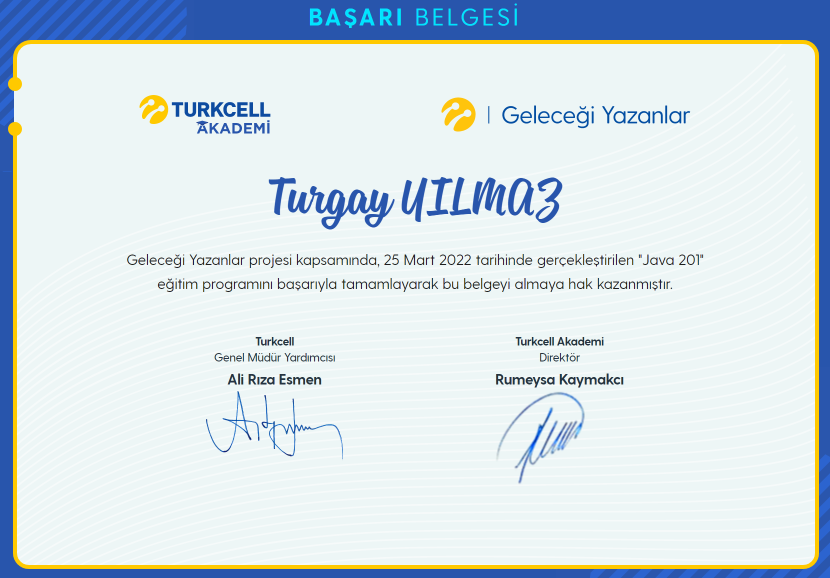 BAŞARI BELGESİ
TURKCELL
AKADEMİ
Geleceği Yazanlar
Turgay YILMAZ
Geleceği Yazanlar projesi kapsamında, 25 Mart 2022 tarihinde gerçekleştirilen "Java 201"
eğitim programını başarıyla tamamlayarak bu belgeyi almaya hak kazanmıştır.
Turkcell
Genel Müdür Yardımcısı
Ali Rıza Esmen
Turkcell Akademi
Direktör
Rumeysa Kaymakcı